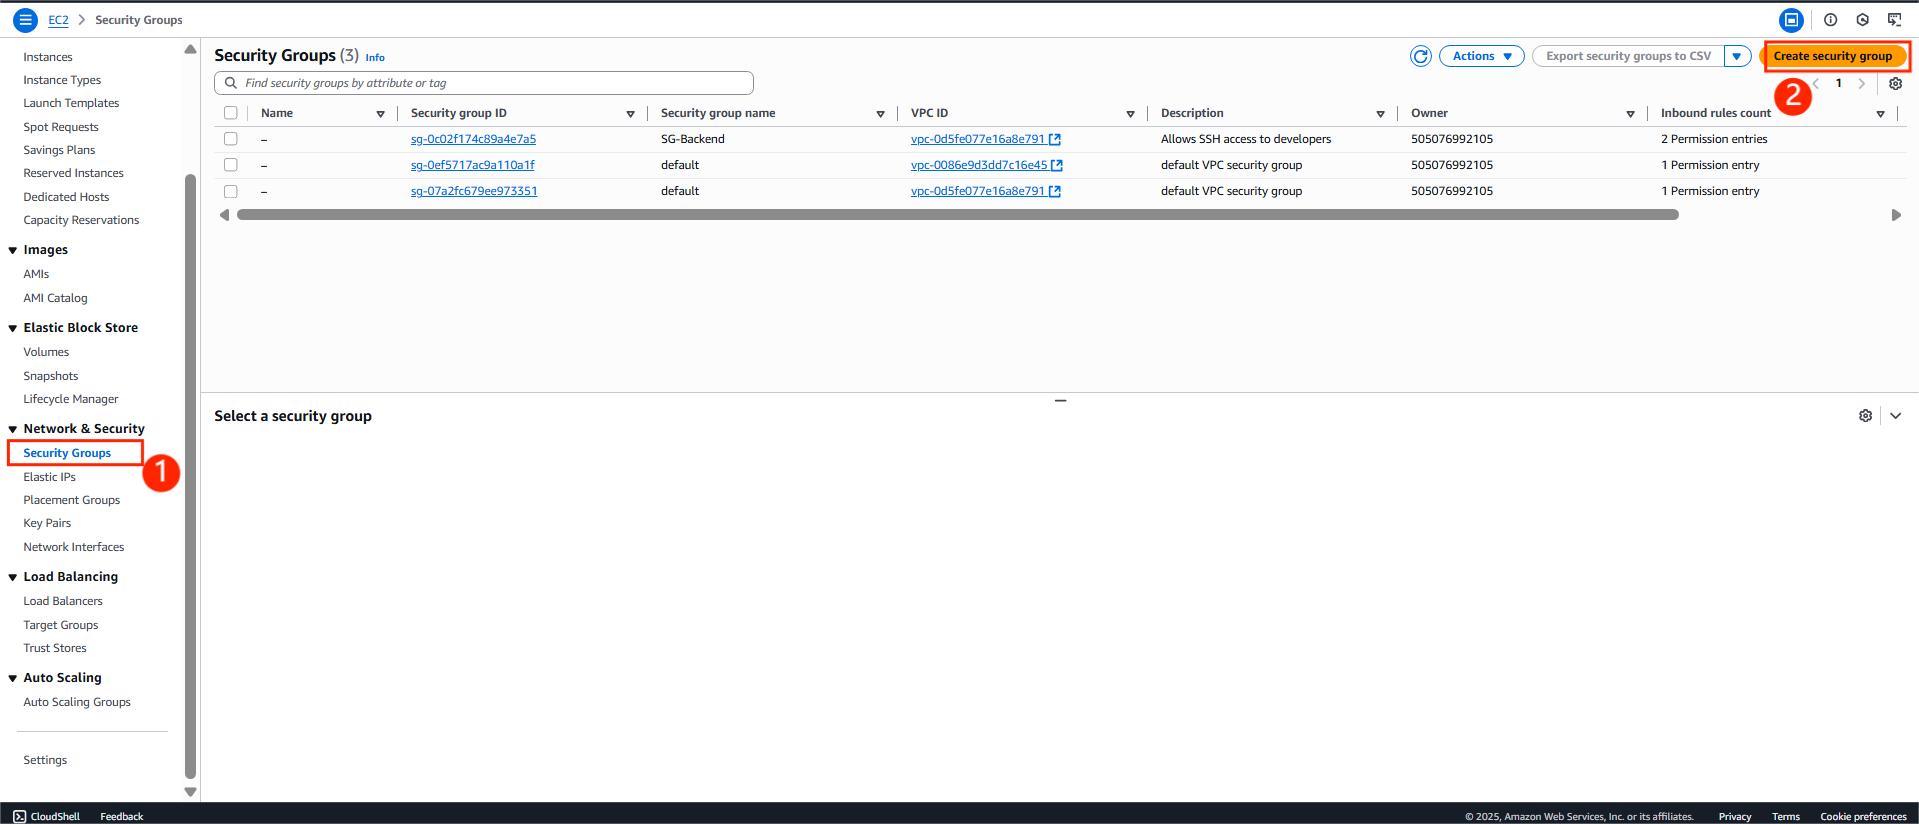 EC2 > Security Groups
Instances
Instance Types
Launch Templates
Spot Requests
Savings Plans
Reserved Instances
Dedicated Hosts
Capacity Reservations
Images
AMIs
AMI Catalog
Elastic Block Store
Volumes
Snapshots
Lifecycle Manager
Network & Security
Security Groups
1
Elastic IPs
Placement Groups
Key Pairs
Network Interfaces
Load Balancing
Load Balancers
Target Groups
Trust Stores
Auto Scaling
Auto Scaling Groups
Settings
Security Groups (3) Info
Actions
Export security groups to CSV
Create security group
2
Find security groups by attribute or tag
1
Name Security group ID Security group name VPC ID Description Owner Inbound rules count
– sg-0c02f174c89a4e7a5 SG-Backend vpc-0d5fe077e16a8e791 Allows SSH access to developers 505076992105 2 Permission entries
– sg-0ef5717ac9a110a1f default vpc-0086e9d3dd7c16e45 default VPC security group 505076992105 1 Permission entry
– sg-07a2fc679ee973351 default vpc-0d5fe077e16a8e791 default VPC security group 505076992105 1 Permission entry
Select a security group
CloudShell Feedback © 2025, Amazon Web Services, Inc. or its affiliates. Privacy Terms Cookie preferences